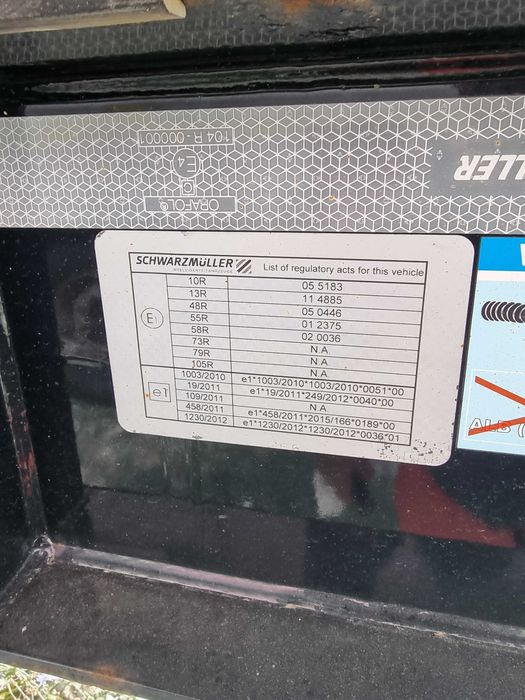 104 R - 000001
E4
C
ORAFOL
LLER
SCHWARZMÜLLER
INTELLIGENTE FAHRZEUGE
List of regulatory acts for this vehicle
E1
10R 05 5183
13R 11 4885
48R 05 0446
55R 01 2375
58R 02 0036
73R N.A
79R N.A
105R N.A
e1
1003/2010 e1*1003/2010*1003/2010*0051*00
19/2011 e1*19/2011*249/2012*0040*00
109/2011 N.A
458/2011 e1*458/2011*2015/166*0189*00
1230/2012 e1*1230/2012*1230/2012*0036*01
ALB (